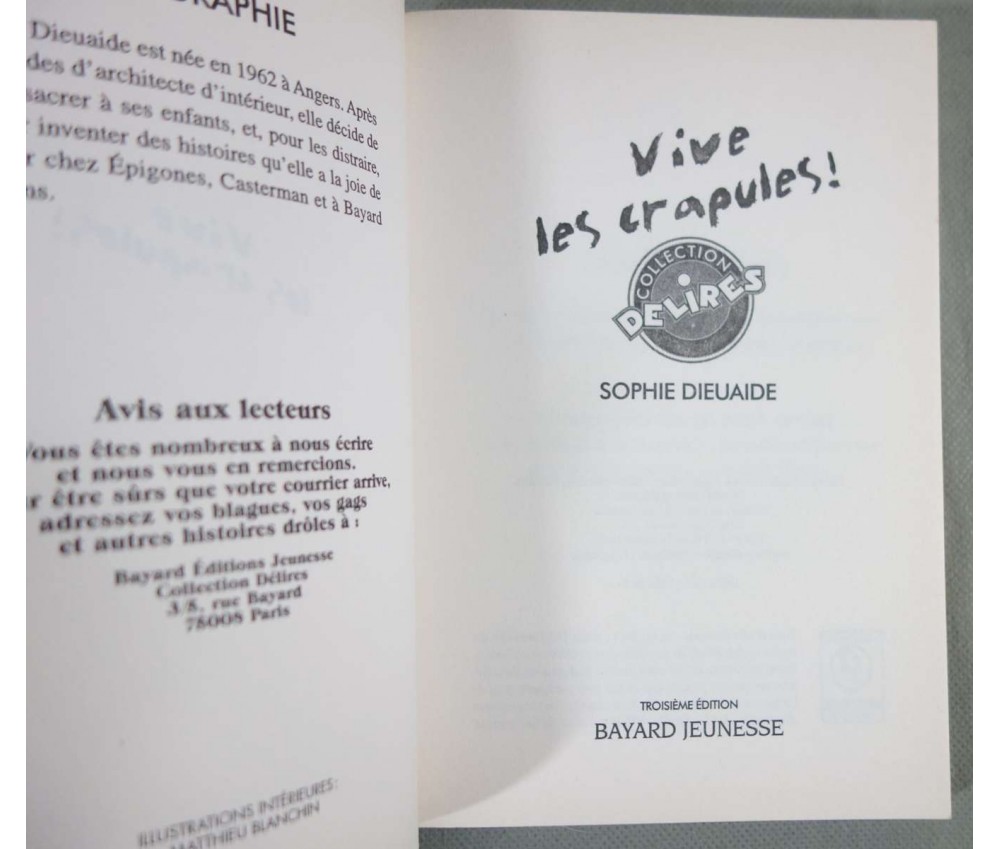 Dieuaide est née en 1962 à Angers. Après
d'architecte d'intérieur, elle décide de
à ses enfants, et, pour les distraire,
inventer des histoires qu'elle a la joie de
chez Épigones, Casterman et à Bayard
Avis aux lecteurs
Vous êtes nombreux à nous écrire
et nous vous en remercions.
être sûrs que votre courrier arrive,
adressez vos blagues, vos gags
et autres histoires drôles à :
Bayard Éditions Jeunesse
Collection Délires
3/5, rue Bayard
75008 Paris
ILLUSTRATIONS INTÉRIEURES :
MATTHIEU BLANCHIN
Vive
les crapules!
COLLECTION
DELIRES
SOPHIE DIEUAIDE
TROISIÈME ÉDITION
BAYARD JEUNESSE